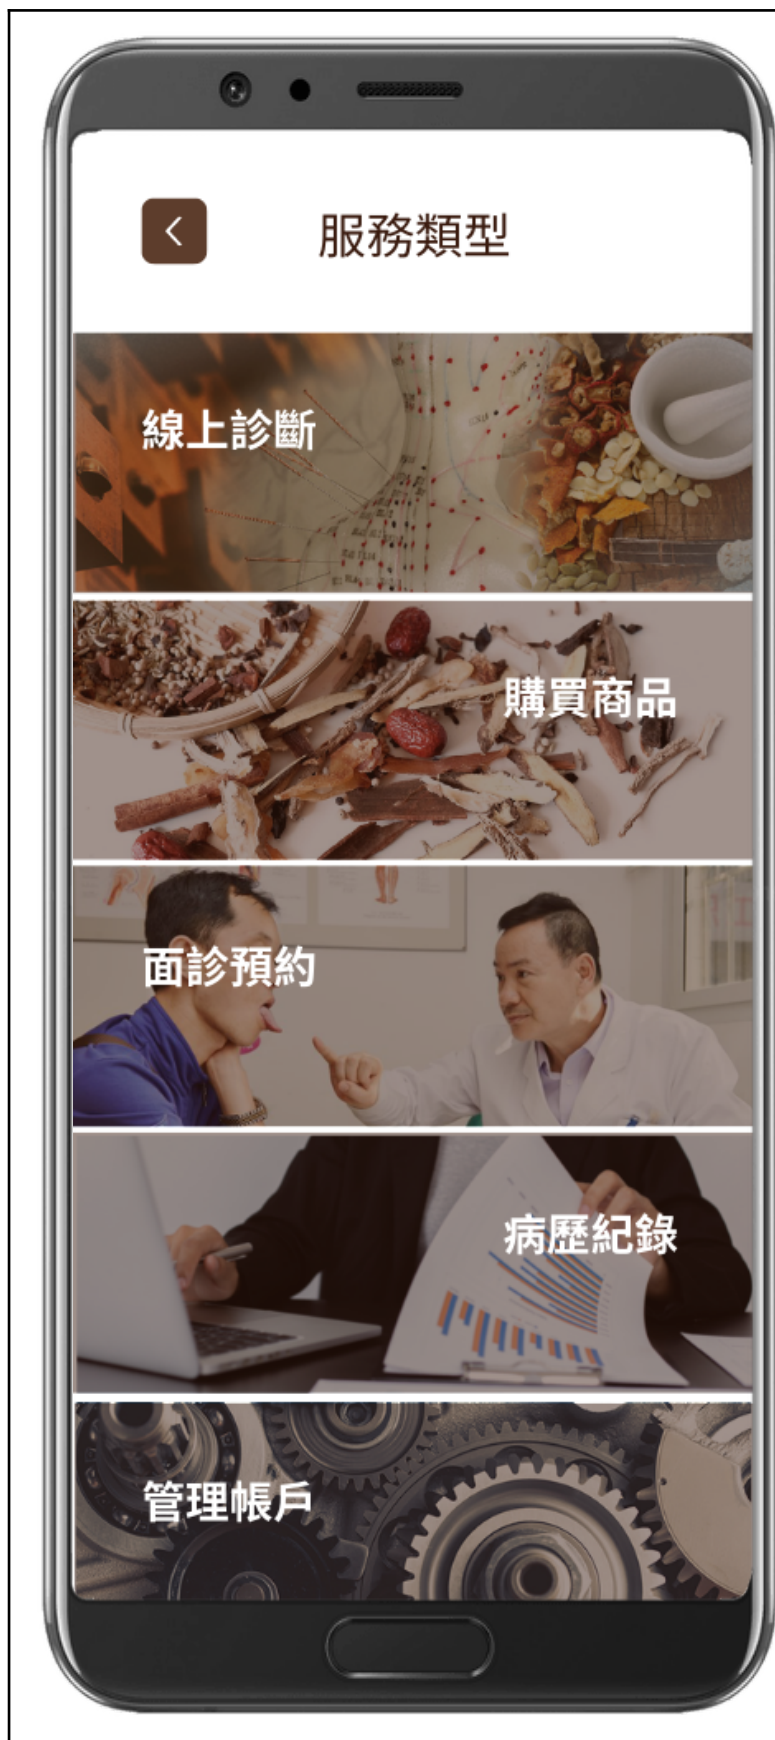 服務類型
線上診斷
購買商品
面診預約
病歷紀錄
管理帳戶